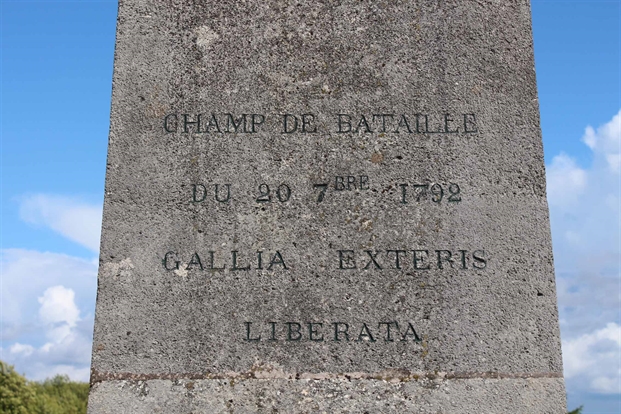 CHAMP DE BATAILLE
DU 20 7BRE 1792
GALLIA EXTERIS
LIBERATA